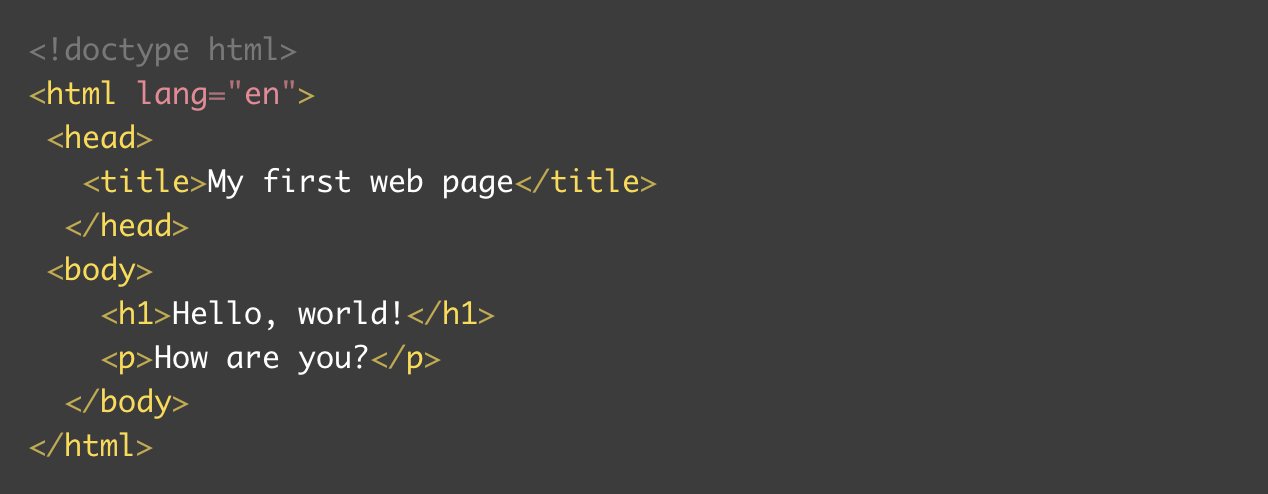 <!doctype html>
<html lang="en">
 <head>
   <title>My first web page</title>
  </head>
 <body>
    <h1>Hello, world!</h1>
    <p>How are you?</p>
  </body>
</html>